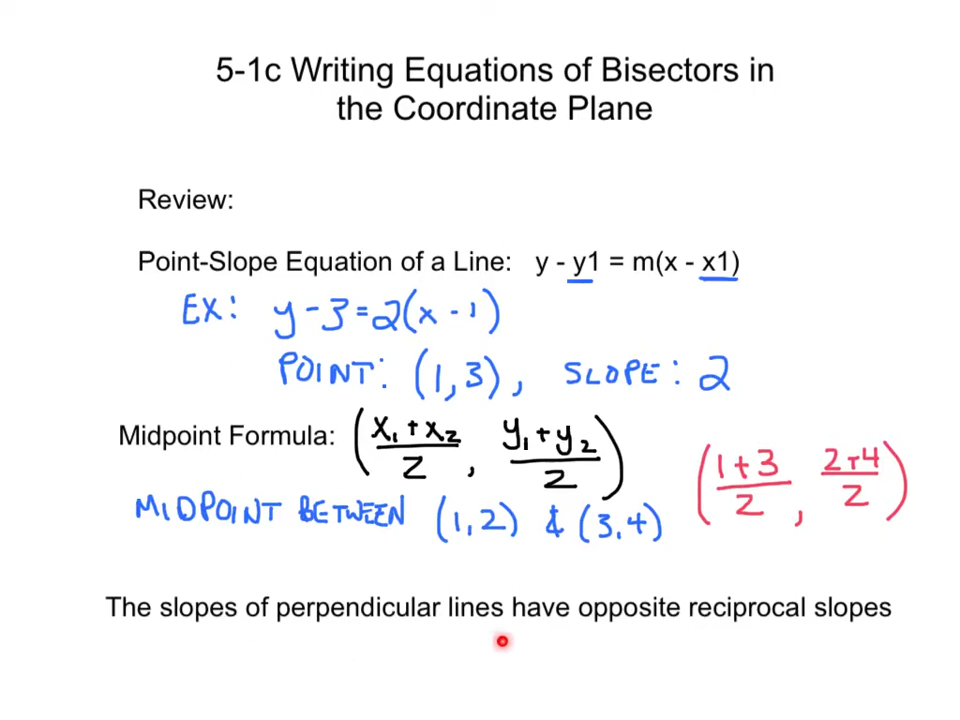 5-1c Writing Equations of Bisectors in
the Coordinate Plane
Review:
Point-Slope Equation of a Line: y - y1 = m(x - x1)
EX: y-3=2(x-1)
POINT: (1,3), SLOPE: 2
Midpoint Formula: (x₁+x₂/2, y₁+y₂/2)
(1+3/2, 2+4/2)
MIDPOINT BETWEEN (1,2) & (3,4)
The slopes of perpendicular lines have opposite reciprocal slopes